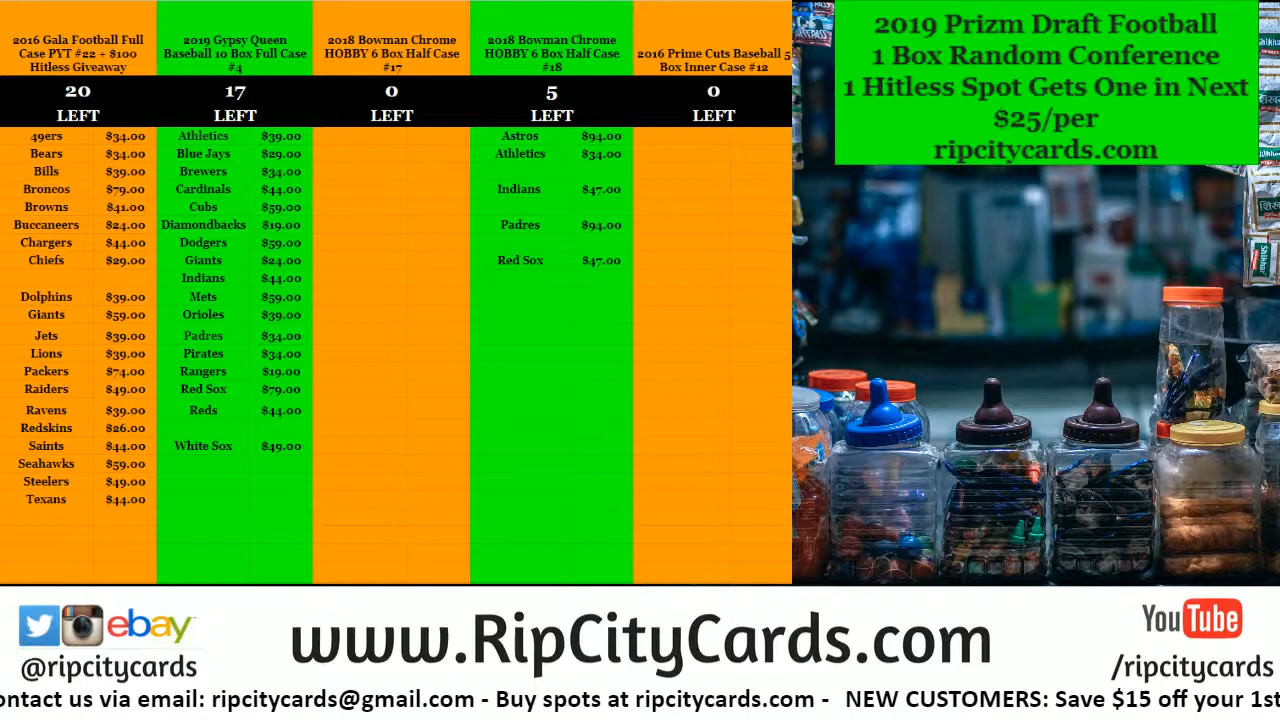 2016 Gala Football Full
Case PYT #22 + $100
Hitless Giveaway
20
LEFT
49ers $34.00
Bears $34.00
Bills $39.00
Broncos $79.00
Browns $41.00
Buccaneers $24.00
Chargers $44.00
Chiefs $29.00
Dolphins $39.00
Giants $59.00
Jets $39.00
Lions $39.00
Packers $74.00
Raiders $49.00
Ravens $39.00
Redskins $26.00
Saints $44.00
Seahawks $59.00
Steelers $49.00
Texans $44.00
2019 Gypsy Queen
Baseball 10 Box Full Case
#4
17
LEFT
Athletics $39.00
Blue Jays $29.00
Brewers $34.00
Cardinals $44.00
Cubs $59.00
Diamondbacks $19.00
Dodgers $59.00
Giants $24.00
Indians $44.00
Mets $59.00
Orioles $39.00
Padres $34.00
Pirates $34.00
Rangers $19.00
Red Sox $79.00
Reds $44.00
White Sox $49.00
2018 Bowman Chrome
HOBBY 6 Box Half Case
#17
0
LEFT
2018 Bowman Chrome
HOBBY 6 Box Half Case
#18
5
LEFT
Astros $94.00
Athletics $34.00
Indians $47.00
Padres $94.00
Red Sox $47.00
2016 Prime Cuts Baseball 5
Box Inner Case #12
0
LEFT
2019 Prizm Draft Football
1 Box Random Conference
1 Hitless Spot Gets One in Next
$25/per
ripcitycards.com
Shikhar
ebay
@ripcitycards
www.RipCityCards.com
YouTube
/ripcitycards
ontact us via email: ripcitycards@gmail.com - Buy spots at ripcitycards.com - NEW CUSTOMERS: Save $15 off your 1st